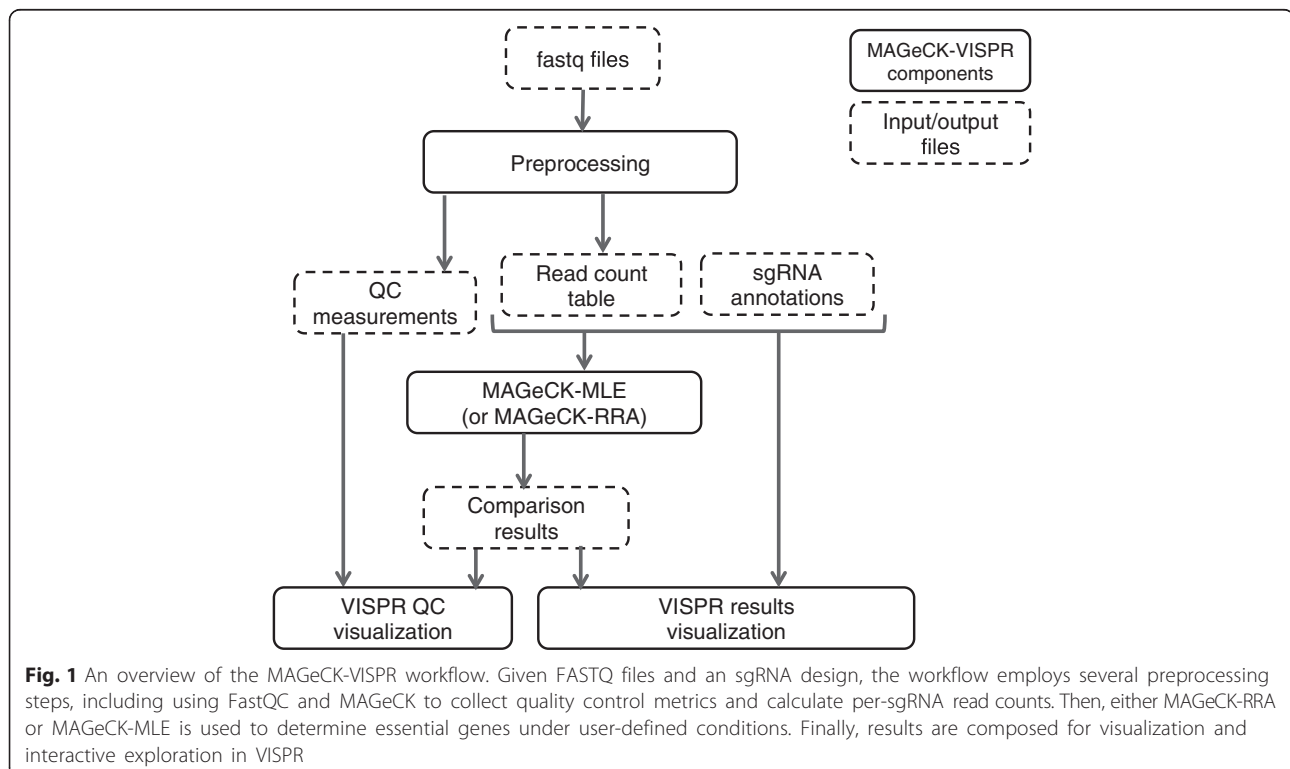 fastq files
MAGeCK-VISPR
components
Input/output
files
Preprocessing
QC
measurements
Read count
table
sgRNA
annotations
MAGeCK-MLE
(or MAGeCK-RRA)
Comparison
results
VISPR QC
visualization
VISPR results
visualization
Fig. 1 An overview of the MAGeCK-VISPR workflow. Given FASTQ files and an sgRNA design, the workflow employs several preprocessing
steps, including using FastQC and MAGeCK to collect quality control metrics and calculate per-sgRNA read counts. Then, either MAGeCK-RRA
or MAGeCK-MLE is used to determine essential genes under user-defined conditions. Finally, results are composed for visualization and
interactive exploration in VISPR